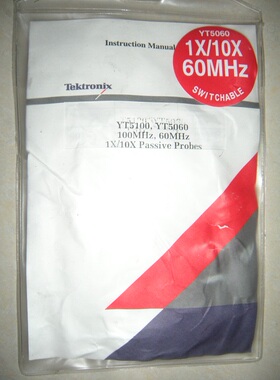 Instruction Manual
YT5060
1X/10X
60MHz
SWITCHABLE
Tektronix
YT5100, YT5060
100MHz, 60MHz
1X/10X Passive Probes